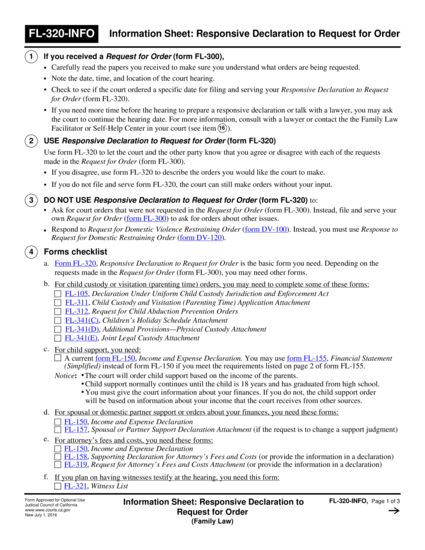 FL-320-INFO Information Sheet: Responsive Declaration to Request for Order
1 If you received a Request for Order (form FL-300),
• Carefully read the papers you received to make sure you understand what orders are being requested.
• Note the date, time, and location of the court hearing.
• Check to see if the court ordered a specific date for filing and serving your Responsive Declaration to Request
for Order (form FL-320).
• If you need more time before the hearing to prepare a responsive declaration or talk with a lawyer, you may ask
the court to continue the hearing date. For more information, consult with a lawyer or contact the the Family Law
Facilitator or Self-Help Center in your court (see item 16).
2 USE Responsive Declaration to Request for Order (form FL-320)
Use form FL-320 to let the court and the other party know that you agree or disagree with each of the requests
made in the Request for Order (form FL-300).
• If you disagree, use form FL-320 to describe the orders you would like the court to make.
• If you do not file and serve form FL-320, the court can still make orders without your input.
3 DO NOT USE Responsive Declaration to Request for Order (form FL-320) to:
• Ask for court orders that were not requested in the Request for Order (form FL-300). Instead, file and serve your
own Request for Order (form FL-300) to ask for orders about other issues.
• Respond to Request for Domestic Violence Restraining Order (form DV-100). Instead, you must use Response to
Request for Domestic Restraining Order (form DV-120).
4 Forms checklist
a. Form FL-320, Responsive Declaration to Request for Order is the basic form you need. Depending on the
requests made in the Request for Order (form FL-300), you may need other forms.
b. For child custody or visitation (parenting time) orders, you may need to complete some of these forms:
FL-105, Declaration Under Uniform Child Custody Jurisdiction and Enforcement Act
FL-311, Child Custody and Visitation (Parenting Time) Application Attachment
FL-312, Request for Child Abduction Prevention Orders
FL-341(C), Children's Holiday Schedule Attachment
FL-341(D), Additional Provisions—Physical Custody Attachment
FL-341(E), Joint Legal Custody Attachment
c. For child support, you need:
A current form FL-150, Income and Expense Declaration. You may use form FL-155, Financial Statement
(Simplified) instead of form FL-150 if you meet the requirements listed on page 2 of form FL-155.
Notice: •The court will order child support based on the income of the parents.
•Child support normally continues until the child is 18 years and has graduated from high school.
•You must give the court information about your finances. If you do not, the child support order
will be based on information about your income that the court receives from other sources.
d. For spousal or domestic partner support or orders about your finances, you need these forms:
FL-150, Income and Expense Declaration
FL-157, Spousal or Partner Support Declaration Attachment (if the request is to change a support judgment)
e. For attorney's fees and costs, you need these forms:
FL-150, Income and Expense Declaration
FL-158, Supporting Declaration for Attorney's Fees and Costs (or provide the information in a declaration)
FL-319, Request for Attorney's Fees and Costs Attachment (or provide the information in a declaration)
f. If you plan on having witnesses testify at the hearing, you need this form:
FL-321, Witness List
Form Approved for Optional Use
Judicial Council of California
www.courts.ca.gov
New July 1, 2016
Information Sheet: Responsive Declaration to
Request for Order
(Family Law)
FL-320-INFO, Page 1 of 3